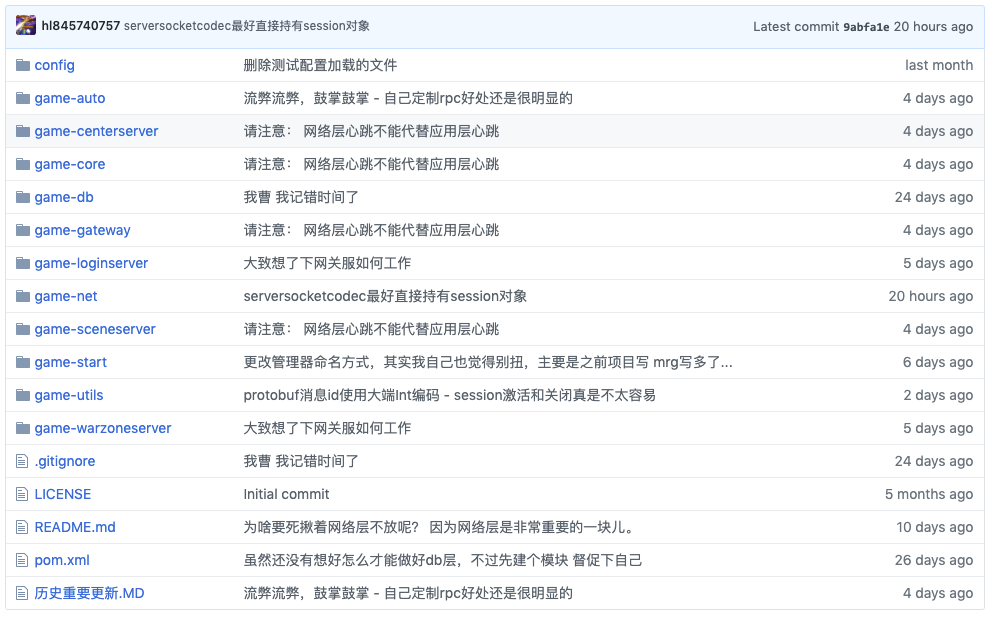 hl845740757 serversocketcodec最好直接持有session对象 Latest commit 9abfa1e 20 hours ago
config 删除测试配置加载的文件 last month
game-auto 流弊流弊，鼓掌鼓掌 - 自己定制rpc好处还是很明显的 4 days ago
game-centerserver 请注意： 网络层心跳不能代替应用层心跳 4 days ago
game-core 请注意： 网络层心跳不能代替应用层心跳 4 days ago
game-db 我曹 我记错时间了 24 days ago
game-gateway 请注意： 网络层心跳不能代替应用层心跳 4 days ago
game-loginserver 大致想了下网关服如何工作 5 days ago
game-net serversocketcodec最好直接持有session对象 20 hours ago
game-sceneserver 请注意： 网络层心跳不能代替应用层心跳 4 days ago
game-start 更改管理器命名方式，其实我自己也觉得别扭，主要是之前项目写 mrg写多了... 6 days ago
game-utils protobuf消息id使用大端Int编码 - session激活和关闭真是不太容易 2 days ago
game-warzoneserver 大致想了下网关服如何工作 5 days ago
.gitignore 我曹 我记错时间了 24 days ago
LICENSE Initial commit 5 months ago
README.md 为啥要死揪着网络层不放呢？ 因为网络层是非常重要的一块儿。 10 days ago
pom.xml 虽然还没有想好怎么才能做好db层，不过先建个模块 督促下自己 26 days ago
历史重要更新.MD 流弊流弊，鼓掌鼓掌 - 自己定制rpc好处还是很明显的 4 days ago